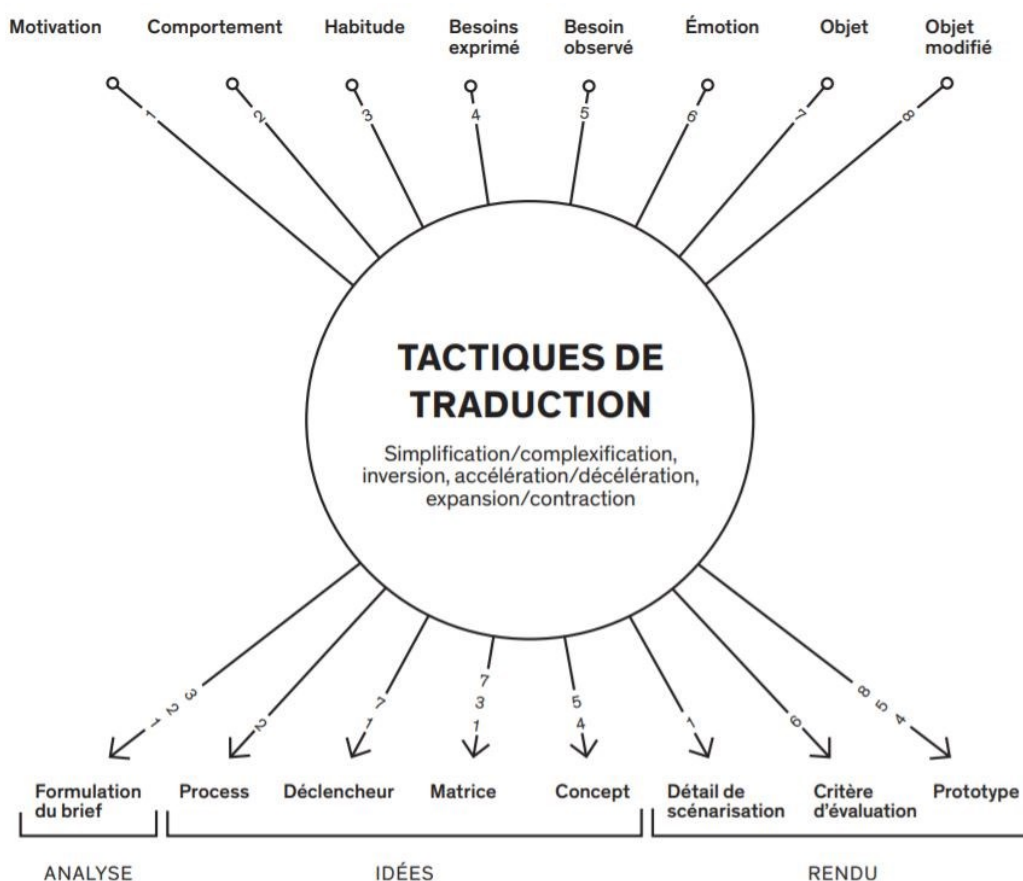 Motivation
Comportement
Habitude
Besoins
exprimé
Besoin
observé
Émotion
Objet
Objet
modifié
1
2
3
4
5
6
7
8
TACTIQUES DE
TRADUCTION
Simplification/complexification,
inversion, accélération/décélération,
expansion/contraction
1 2 3
2
1 7
7
3
1
5
4
1
6
8 5 4
Formulation
du brief
Process
Déclencheur
Matrice
Concept
Détail de
scénarisation
Critère
d'évaluation
Prototype
ANALYSE
IDÉES
RENDU